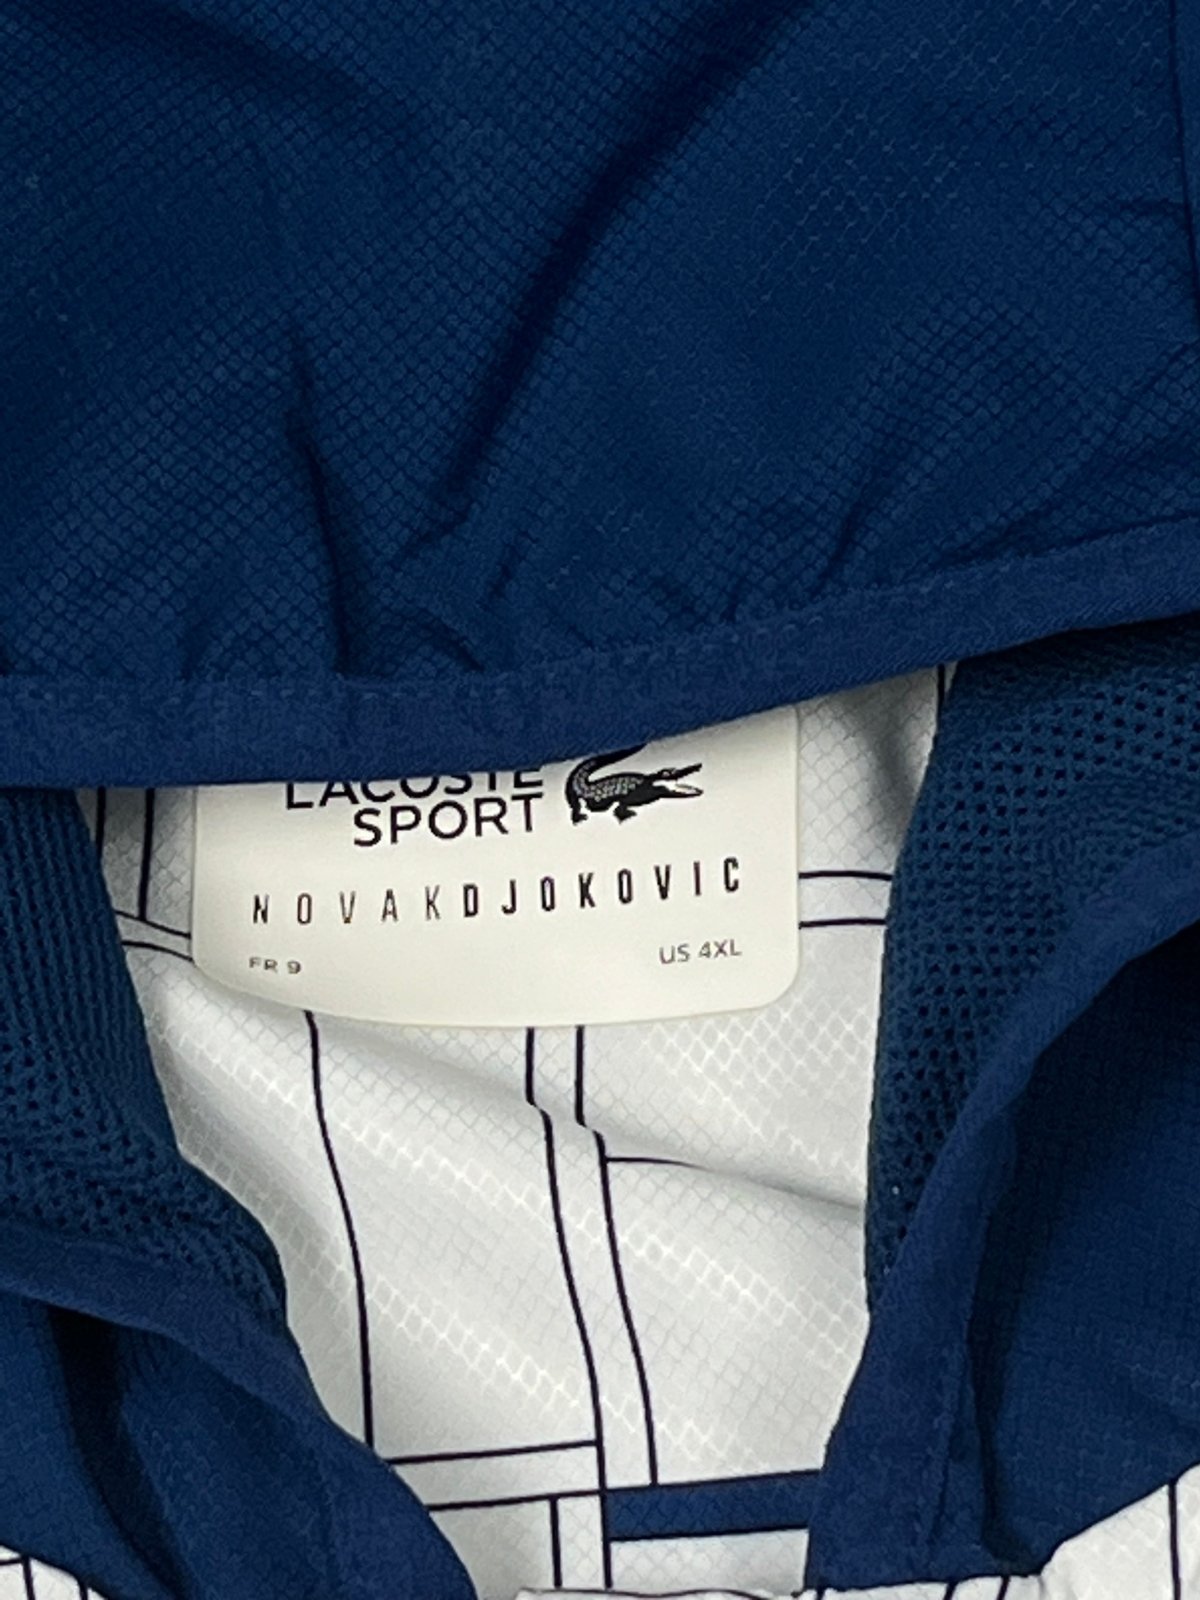 LACOSTE
SPORT
NOVAKDJOKOVIC
FR 9
US 4XL